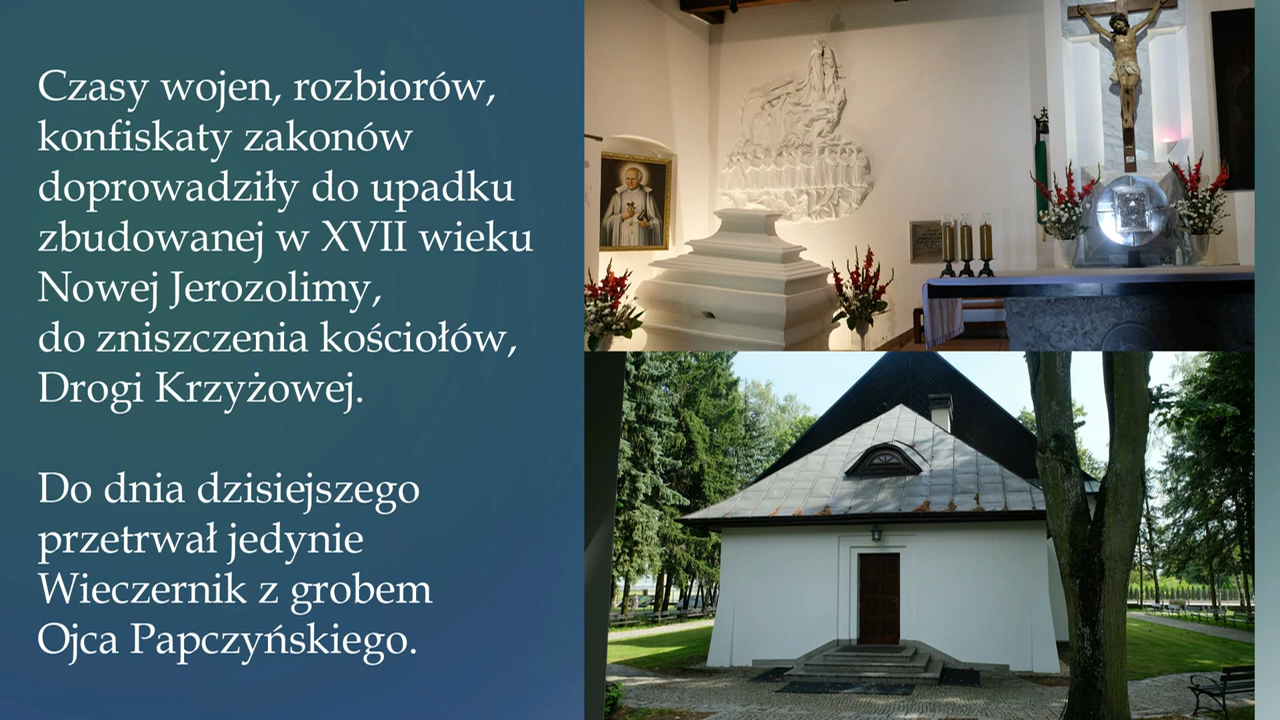 Czasy wojen, rozbiorów,
konfiskaty zakonów
doprowadziły do upadku
zbudowanej w XVII wieku
Nowej Jerozolimy,
do zniszczenia kościołów,
Drogi Krzyżowej.
Do dnia dzisiejszego
przetrwał jedynie
Wieczernik z grobem
Ojca Papczyńskiego.